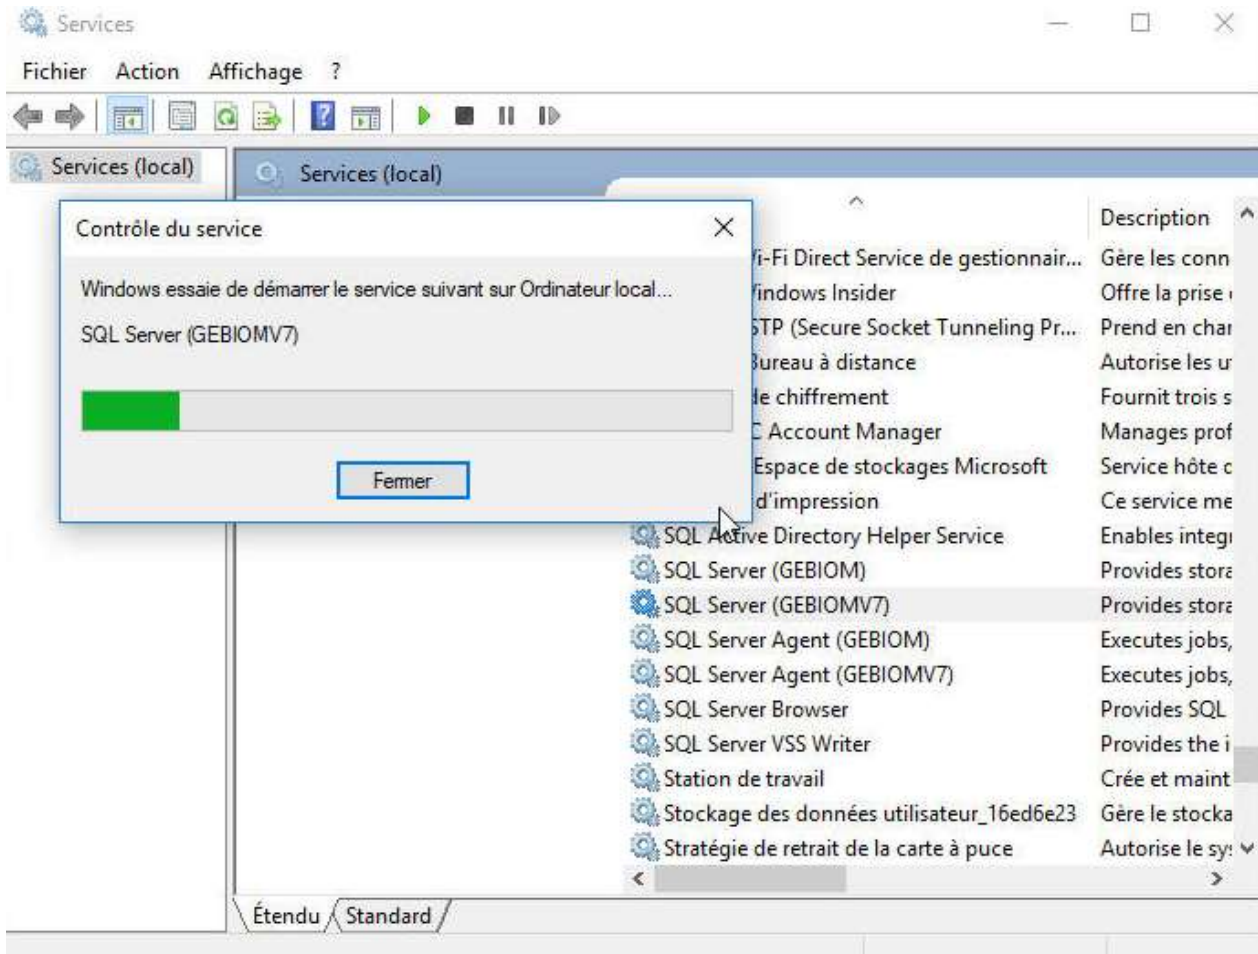 Services
Fichier Action Affichage ?
Services (local)
Services (local)
Contrôle du service
Windows essaie de démarrer le service suivant sur Ordinateur local...
SQL Server (GEBIOMV7)
Fermer
Description
i-Fi Direct Service de gestionnair... Gère les conn
indows Insider Offre la prise
STP (Secure Socket Tunneling Pr... Prend en char
Bureau à distance Autorise les u
de chiffrement Fournit trois s
Account Manager Manages prof
Espace de stockages Microsoft Service hôte
d'impression Ce service me
SQL Active Directory Helper Service Enables integr
SQL Server (GEBIOM) Provides stora
SQL Server (GEBIOMV7) Provides stora
SQL Server Agent (GEBIOM) Executes jobs,
SQL Server Agent (GEBIOMV7) Executes jobs,
SQL Server Browser Provides SQL
SQL Server VSS Writer Provides the i
Station de travail Crée et maint
Stockage des données utilisateur_16ed6e23 Gère le stocka
Stratégie de retrait de la carte à puce Autorise le sys
Étendu Standard